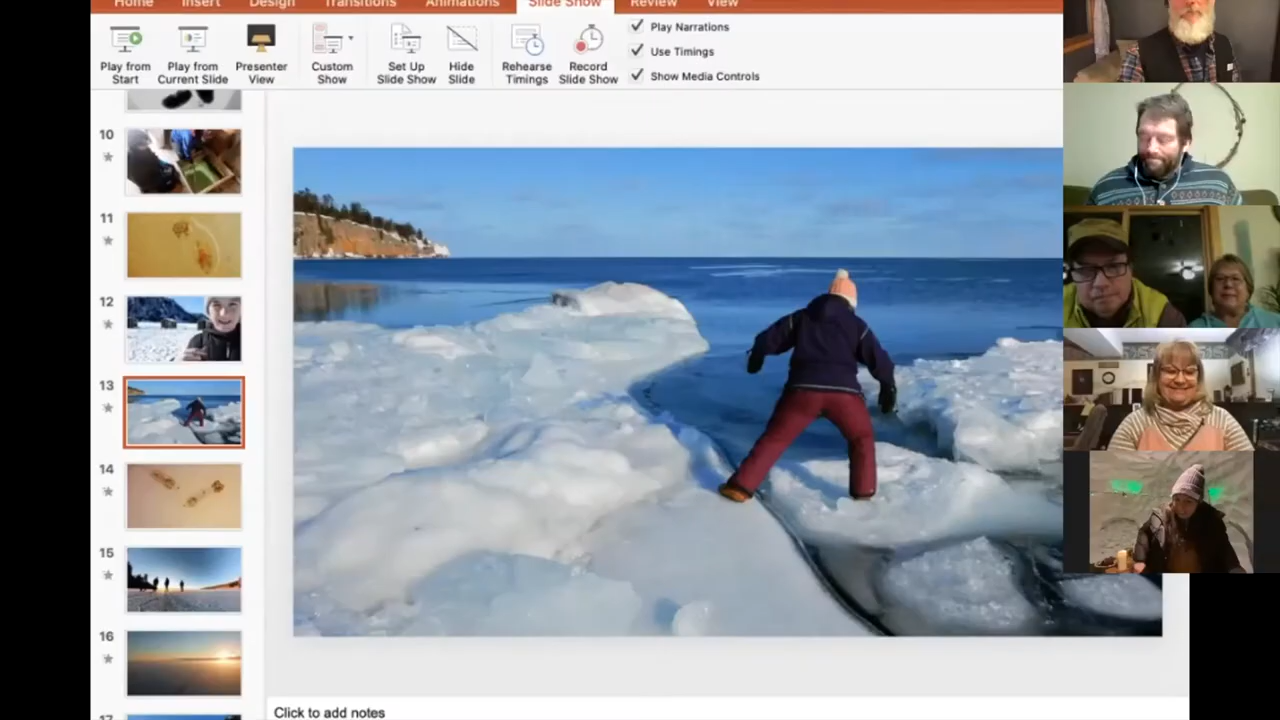 Home Insert Design Transitions Animations Slide Show Review View
Play from Start
Play from Current Slide
Presenter View
Custom Show
Set Up Slide Show
Hide Slide
Rehearse Timings
Record Slide Show
Play Narrations
Use Timings
Show Media Controls
10
11
12
13
14
15
16
17
Click to add notes